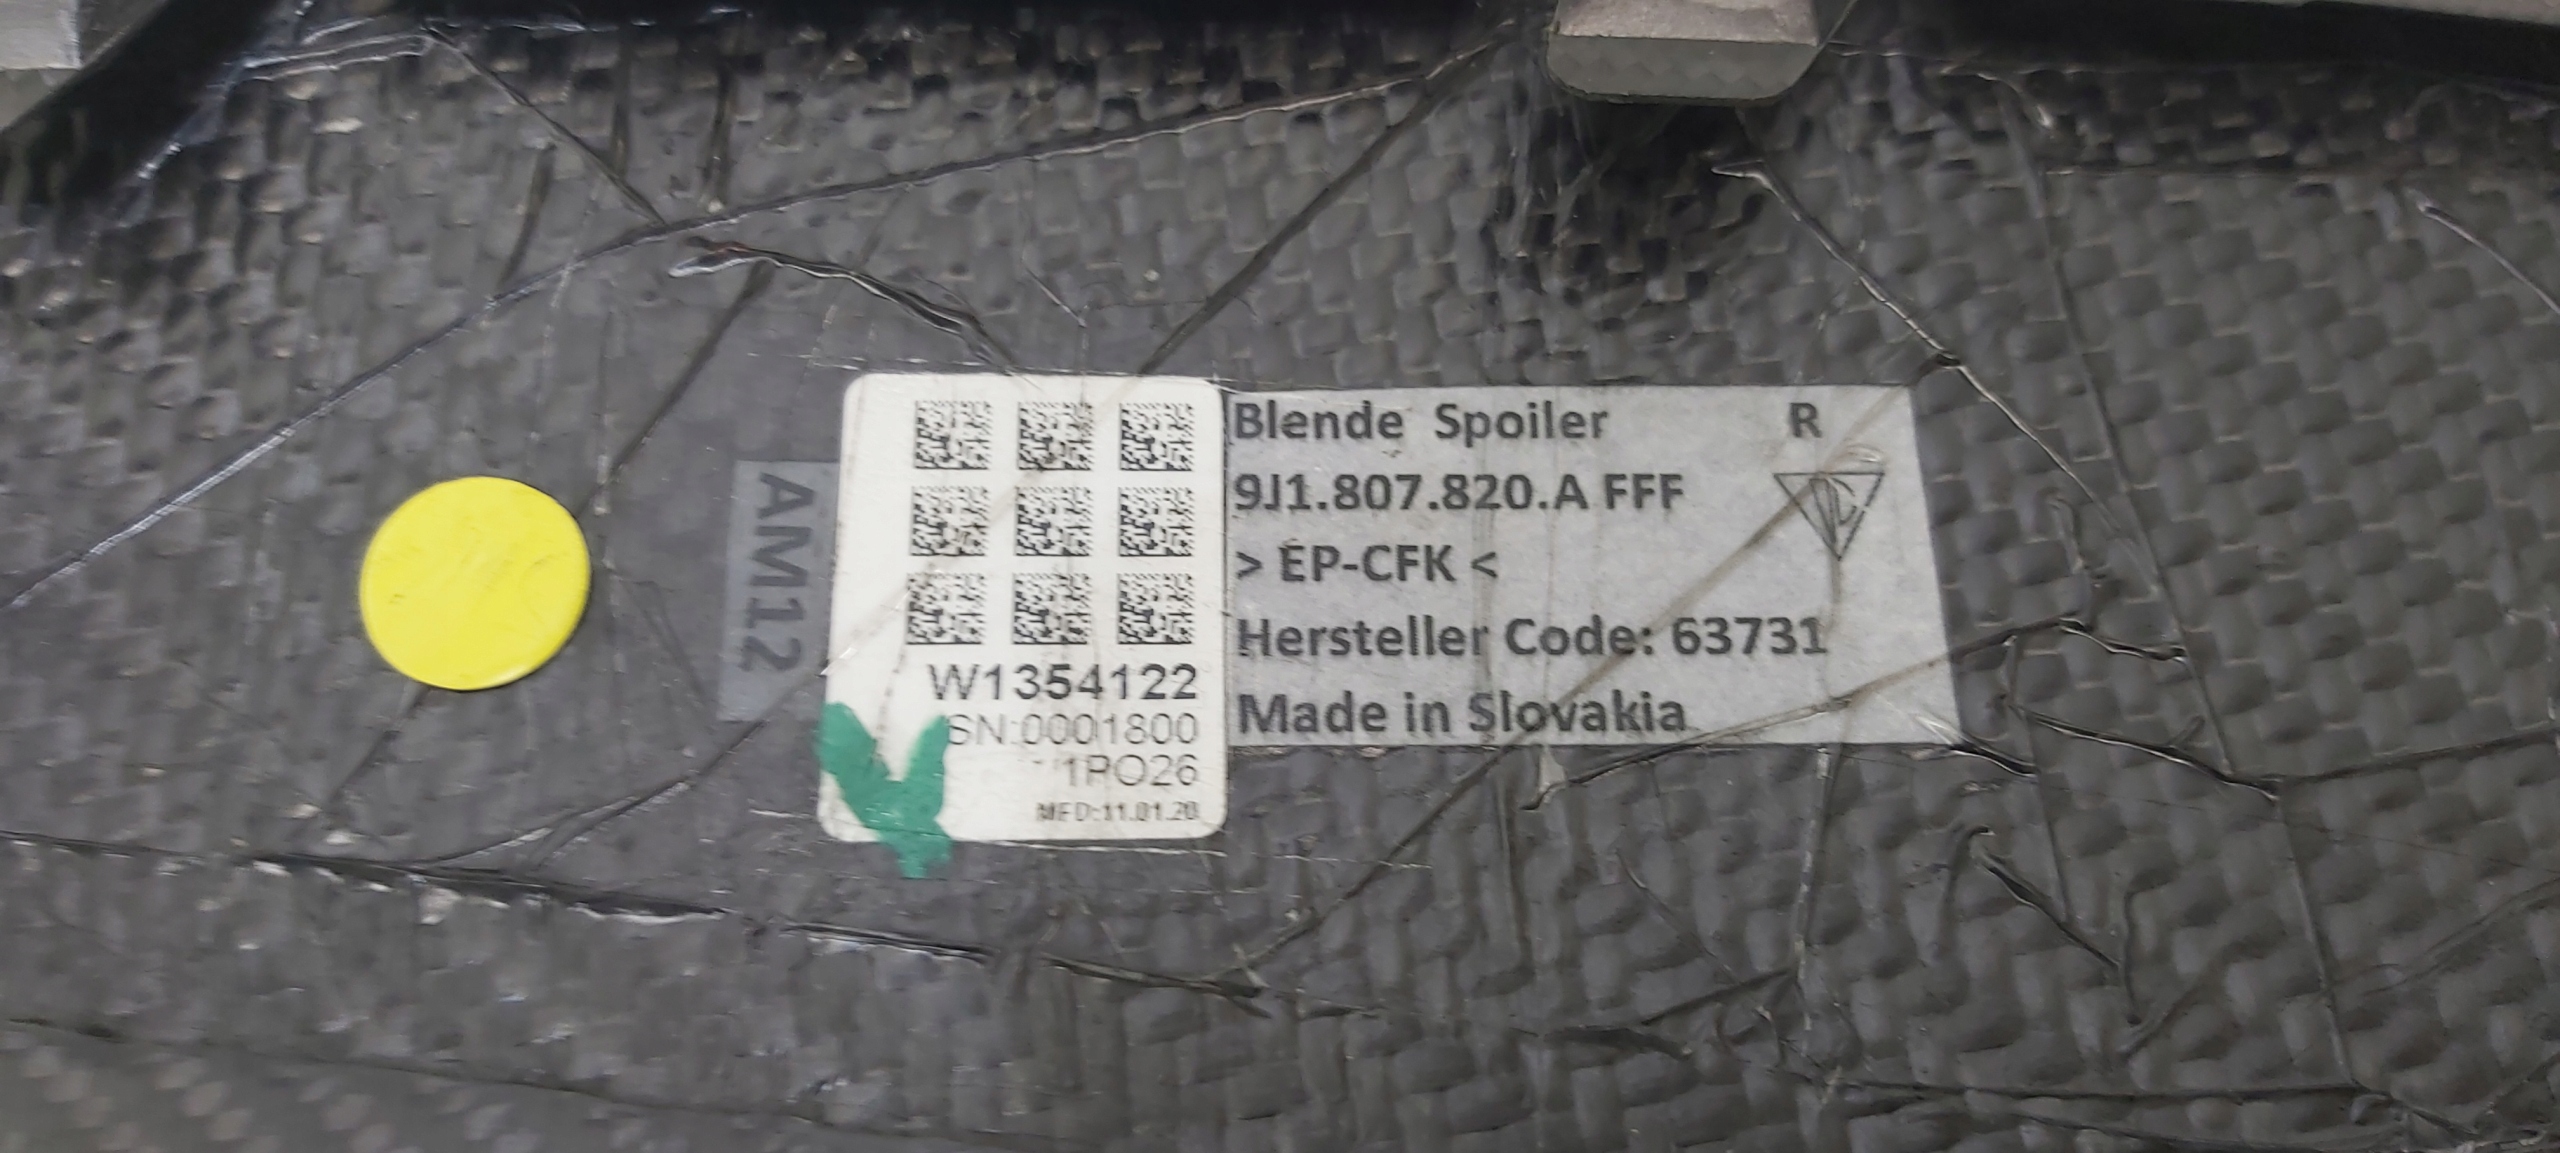 AM12
W1354122
SN:0001800
1PO26
MFD:11.01.20
Blende Spoiler R
9J1.807.820.A FFF
> EP-CFK <
Hersteller Code: 63731
Made in Slovakia